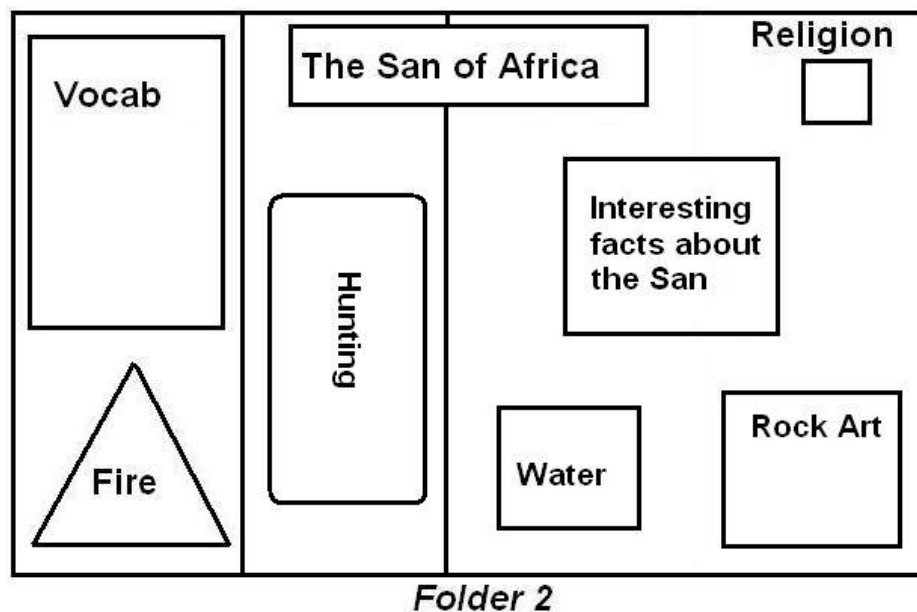 Vocab
Fire
The San of Africa
Hunting
Religion
Interesting
facts about
the San
Water
Rock Art
Folder 2